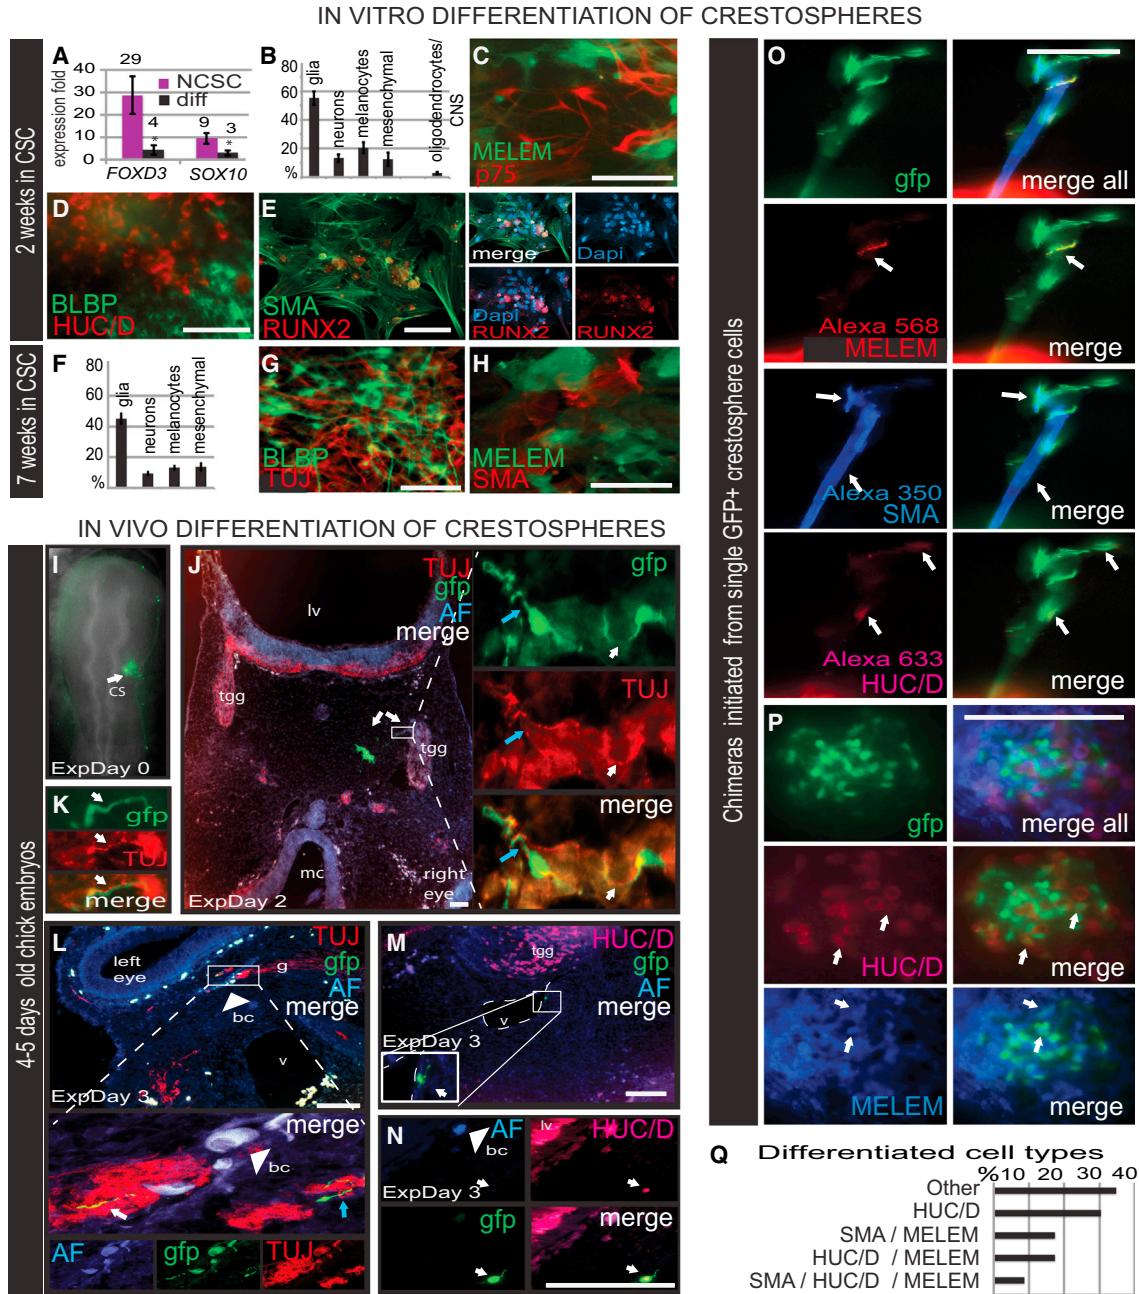 IN VITRO DIFFERENTIATION OF CRESTOSPHERES
2 weeks in CSC
A
29
40
30
20
10
0
expression fold
NCSC
diff
4
*
9
3
*
FOXD3
SOX10
B
80
60
40
20
%
glia
neurons
melanocytes
mesenchymal
oligodendrocytes/
CNS
C
MELEM
p75
D
BLBP
HUC/D
E
SMA
RUNX2
merge
Dapi
Dapi
RUNX2
RUNX2
7 weeks in CSC
F
80
60
40
20
%
glia
neurons
melanocytes
mesenchymal
G
BLBP
TUJ
H
MELEM
SMA
IN VIVO DIFFERENTIATION OF CRESTOSPHERES
4-5 days old chick embryos
I
cs
ExpDay 0
J
TUJ
gfp
AF
merge
lv
tgg
tgg
mc
right
eye
ExpDay 2
gfp
TUJ
merge
K
gfp
TUJ
merge
L
TUJ
gfp
AF
merge
left
eye
g
bc
v
ExpDay 3
merge
bc
AF
gfp
TUJ
M
HUC/D
gfp
AF
merge
tgg
v
ExpDay 3
N
AF
bc
ExpDay 3
lv
HUC/D
gfp
merge
Chimeras initiated from single GFP+ crestosphere cells
O
gfp
merge all
Alexa 568
MELEM
merge
Alexa 350
SMA
merge
Alexa 633
HUC/D
merge
P
gfp
merge all
HUC/D
merge
MELEM
merge
Q
Differentiated cell types
% 10 20 30 40
Other
HUC/D
SMA / MELEM
HUC/D / MELEM
SMA / HUC/D / MELEM